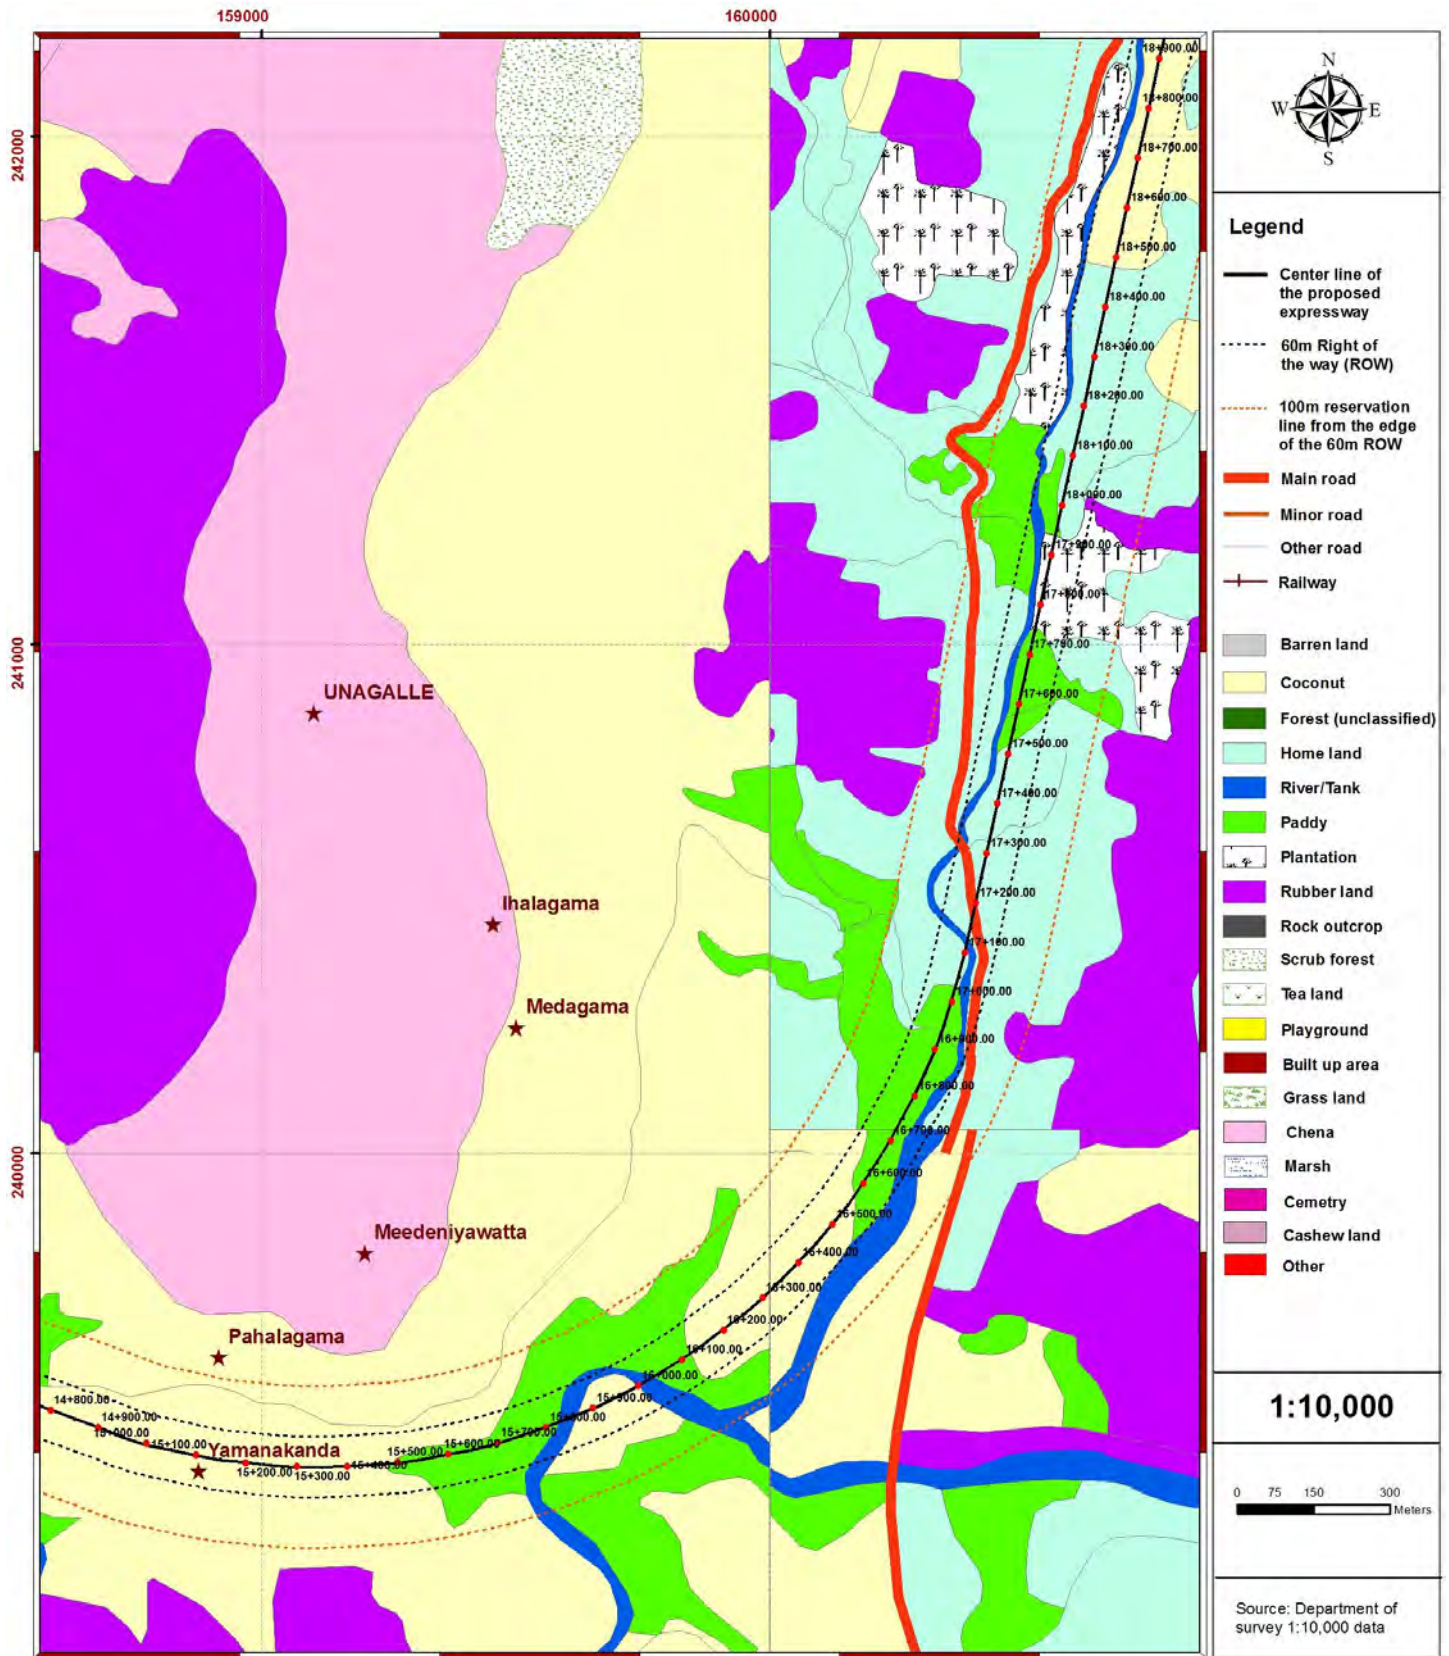 159000
160000
242000
241000
240000
18+900.00
18+800.00
18+700.00
18+600.00
18+500.00
18+400.00
18+300.00
18+200.00
18+100.00
18+000.00
17+900.00
17+800.00
17+700.00
17+600.00
17+500.00
17+400.00
17+300.00
17+200.00
17+100.00
17+000.00
16+900.00
16+800.00
16+700.00
16+600.00
16+500.00
16+400.00
16+300.00
16+200.00
16+100.00
16+000.00
15+900.00
15+800.00
15+700.00
15+600.00
15+500.00
15+400.00
15+300.00
15+200.00
15+100.00
15+000.00
14+900.00
14+800.00
UNAGALLE
Ihalagama
Medagama
Meedeniyawatta
Pahalagama
Yamanakanda
N
W E
S
Legend
Center line of
the proposed
expressway
60m Right of
the way (ROW)
100m reservation
line from the edge
of the 60m ROW
Main road
Minor road
Other road
Railway
Barren land
Coconut
Forest (unclassified)
Home land
River/Tank
Paddy
Plantation
Rubber land
Rock outcrop
Scrub forest
Tea land
Playground
Built up area
Grass land
Chena
Marsh
Cemetry
Cashew land
Other
1:10,000
0 75 150 300
Meters
Source: Department of
survey 1:10,000 data